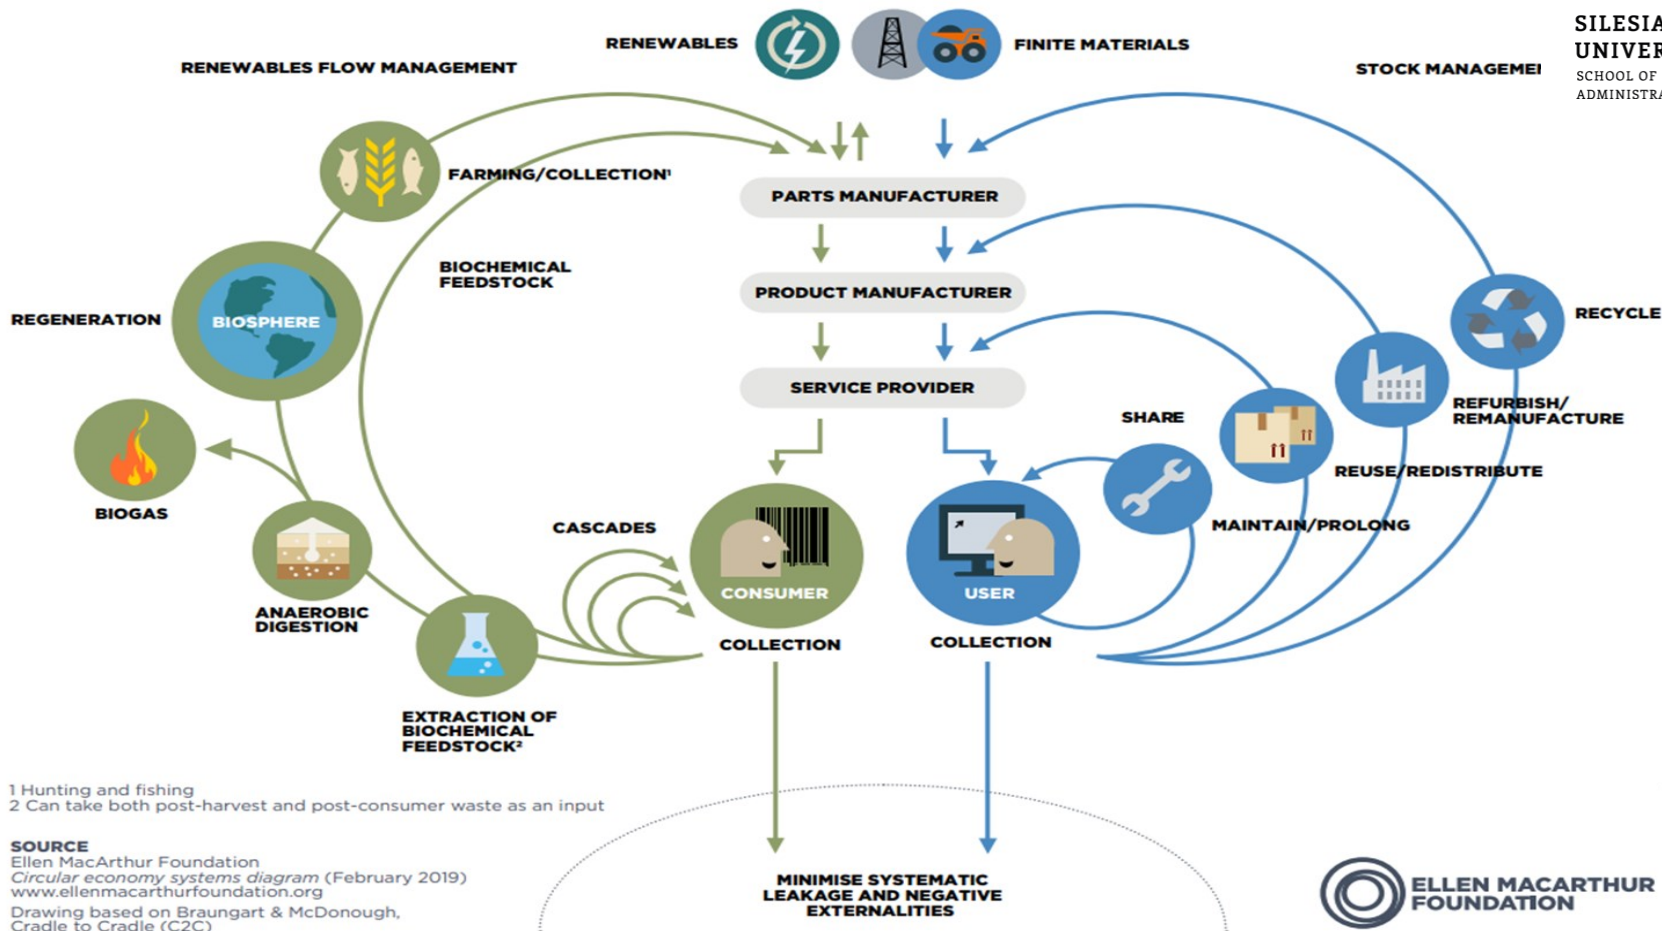 RENEWABLES
FINITE MATERIALS
RENEWABLES FLOW MANAGEMENT
STOCK MANAGEME
SILESIA
UNIVER
SCHOOL OF
ADMINISTRA
FARMING/COLLECTION¹
PARTS MANUFACTURER
BIOCHEMICAL
FEEDSTOCK
PRODUCT MANUFACTURER
REGENERATION
BIOSPHERE
RECYCLE
SERVICE PROVIDER
SHARE
REFURBISH/
REMANUFACTURE
REUSE/REDISTRIBUTE
BIOGAS
CASCADES
MAINTAIN/PROLONG
CONSUMER
USER
ANAEROBIC
DIGESTION
COLLECTION
COLLECTION
EXTRACTION OF
BIOCHEMICAL
FEEDSTOCK²
1 Hunting and fishing
2 Can take both post-harvest and post-consumer waste as an input
SOURCE
Ellen MacArthur Foundation
Circular economy systems diagram (February 2019)
www.ellenmacarthurfoundation.org
Drawing based on Braungart & McDonough,
Cradle to Cradle (C2C)
MINIMISE SYSTEMATIC
LEAKAGE AND NEGATIVE
EXTERNALITIES
ELLEN MACARTHUR
FOUNDATION